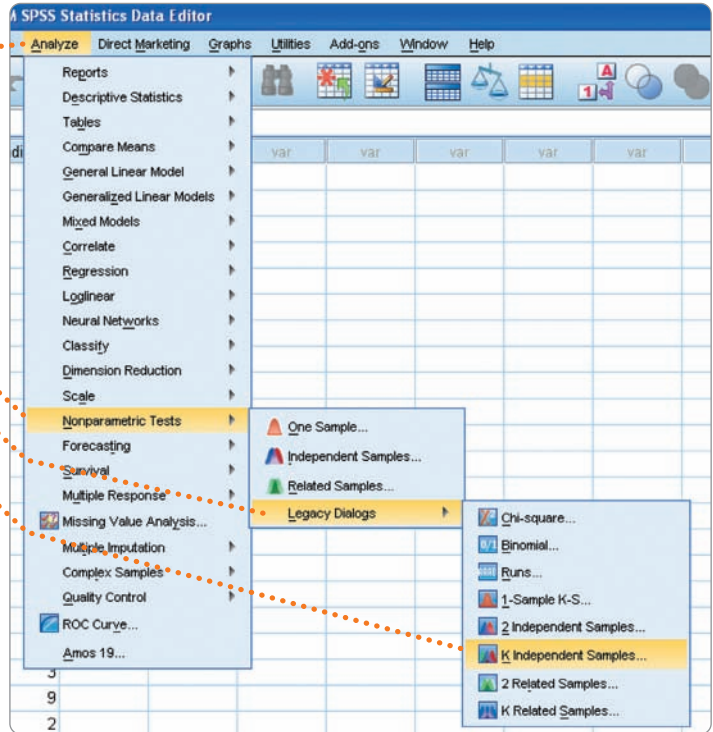 M SPSS Statistics Data Editor
Analyze Direct Marketing Graphs Utilities Add-ons Window Help
Reports
Descriptive Statistics
Tables
Compare Means
di
var var var var var
General Linear Model
Generalized Linear Models
Mixed Models
Correlate
Regression
Loglinear
Neural Networks
Classify
Dimension Reduction
Scale
Nonparametric Tests
Forecasting
Survival
Multiple Response
Missing Value Analysis...
Multiple Imputation
Complex Samples
Quality Control
ROC Curve...
Amos 19...
One Sample...
Independent Samples...
Related Samples...
Legacy Dialogs
Chi-square...
Binomial...
Runs...
1-Sample K-S...
2 Independent Samples...
K Independent Samples...
2 Related Samples...
K Related Samples...
9
2